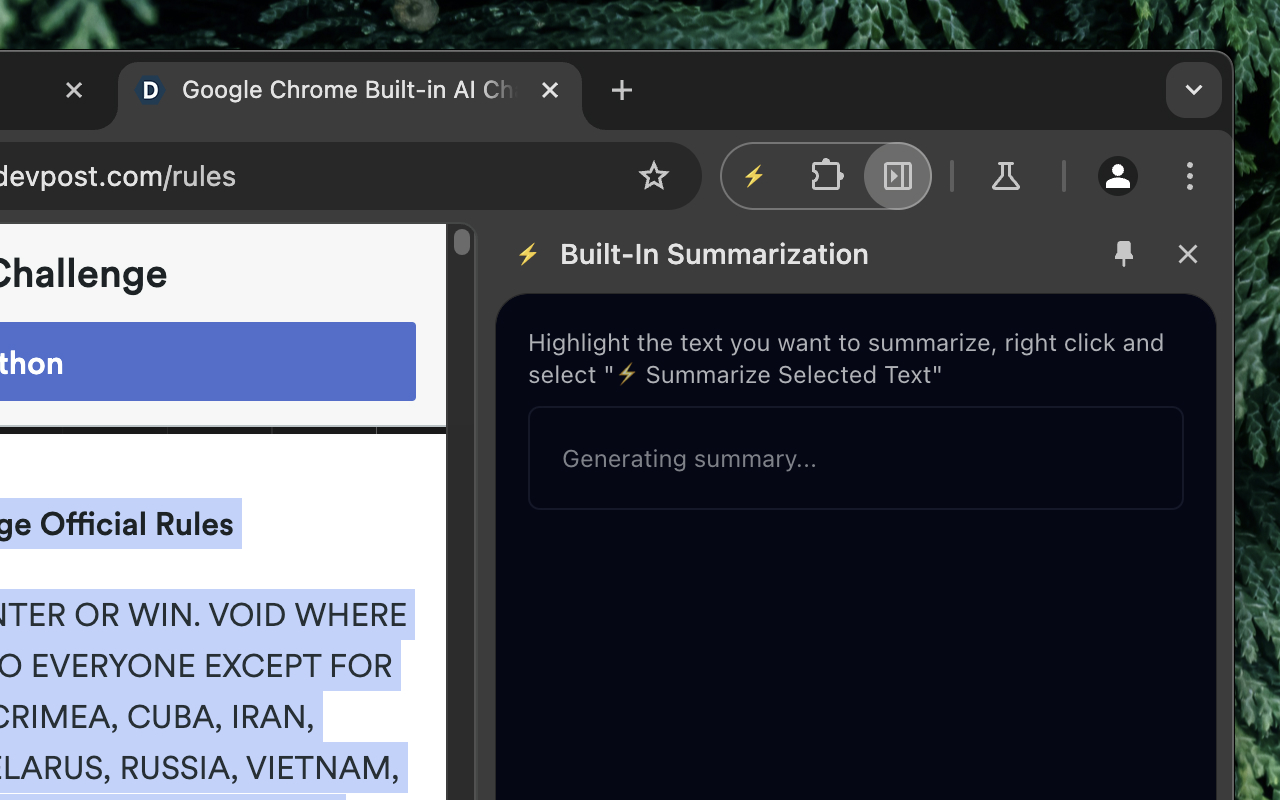 D Google Chrome Built-in AI Ch
devpost.com/rules
Built-In Summarization
Challenge
thon
Highlight the text you want to summarize, right click and
select "⚡ Summarize Selected Text"
Generating summary...
ge Official Rules
NTER OR WIN. VOID WHERE
O EVERYONE EXCEPT FOR
CRIMEA, CUBA, IRAN,
ELARUS, RUSSIA, VIETNAM,